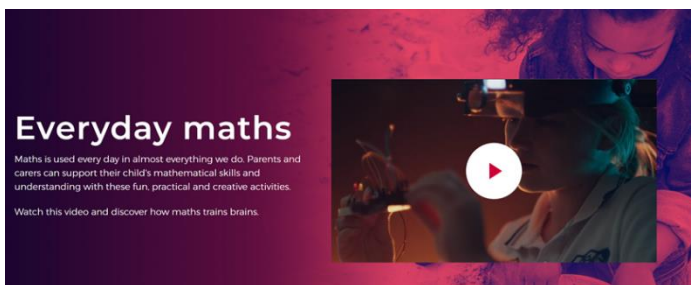 Everyday maths
Maths is used every day in almost everything we do. Parents and
carers can support their child's mathematical skills and
understanding with these fun, practical and creative activities.
Watch this video and discover how maths trains brains.